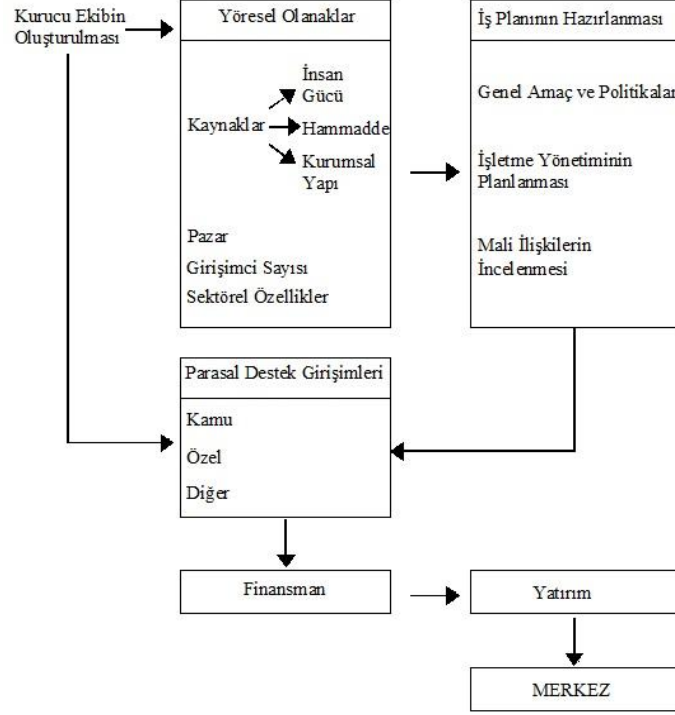 Kurucu Ekibin
Oluşturulması
Yöresel Olanaklar
Kaynaklar
İnsan
Gücü
Hammadde
Kurumsal
Yapı
Pazar
Girişimci Sayısı
Sektörel Özellikler
İş Planının Hazırlanması
Genel Amaç ve Politikalar
İşletme Yönetiminin
Planlanması
Mali İlişkilerin
İncelenmesi
Parasal Destek Girişimleri
Kamu
Özel
Diğer
Finansman
Yatırım
MERKEZ